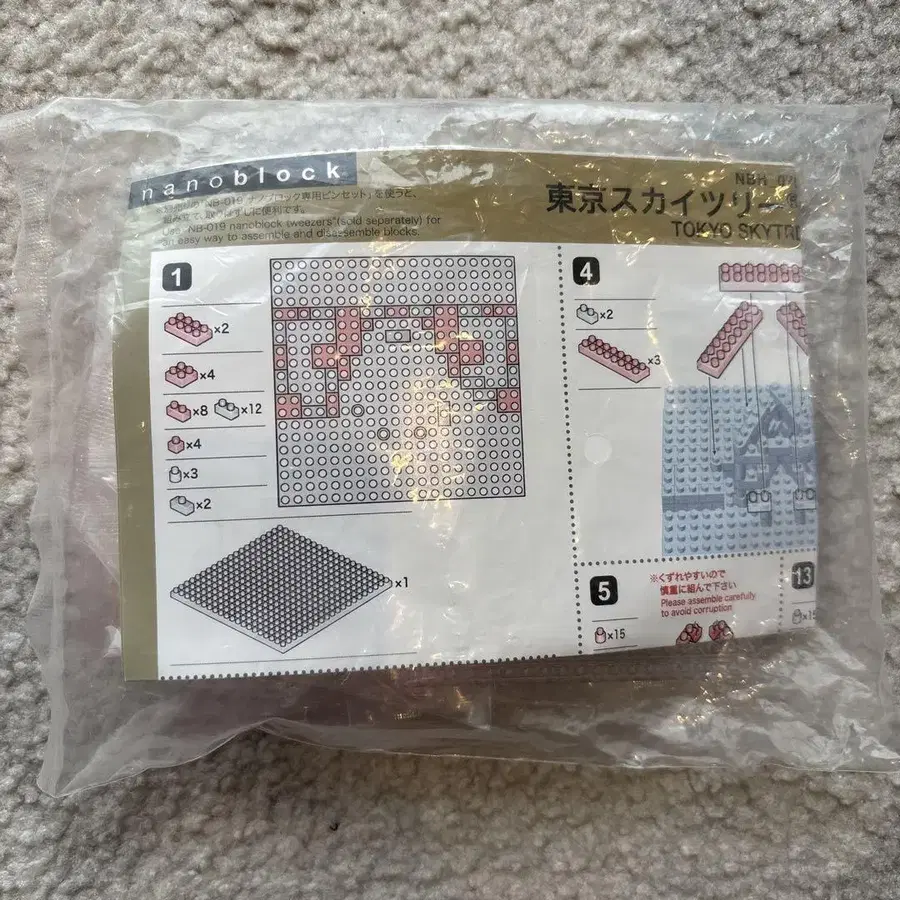 nanoblock
「NB-019 ナノブロック専用ピンセット」を使うと、
組み立て、取りはずしに便利です。
Use "NB-019 nanoblock tweezers" (sold separately) for
an easy way to assemble and disassemble blocks.
NBH_07
東京スカイツリー®
TOKYO SKYTR
1
×2
×4
×8
×12
×4
×3
×2
×1
4
×2
×3
5
×15
※くずれやすいので
慎重に組んで下さい
Please assemble carefully
to avoid corruption
13
×15